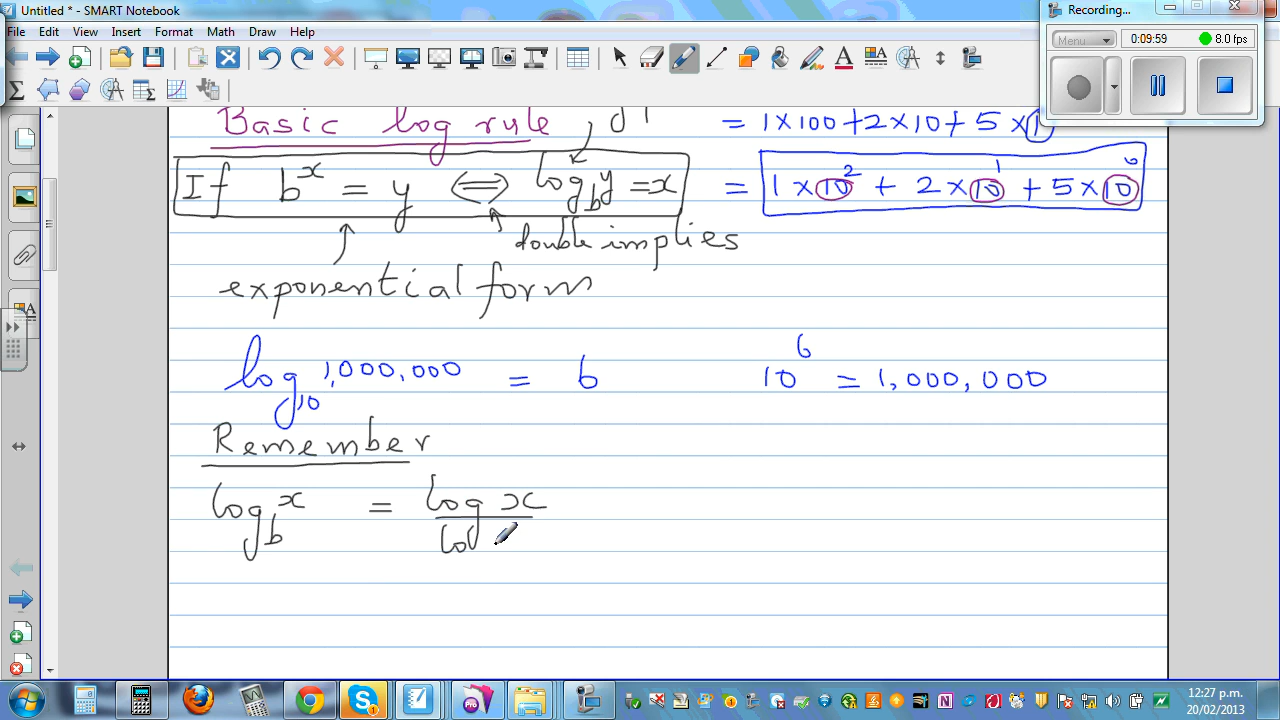 Untitled * - SMART Notebook
Recording...
File Edit View Insert Format Math Draw Help
Menu 0:09:59 8.0 fps
Basic log rule
= 1 x 100 + 2 x 10 + 5 x 1
If b^x = y ⟺ log_b y = x
= 1 x 10^2 + 2 x 10^1 + 5 x 10^0
double implies
exponential form
log_10 1,000,000 = 6
10^6 = 1,000,000
Remember
log_b x = log x / log
12:27 p.m.
20/02/2013